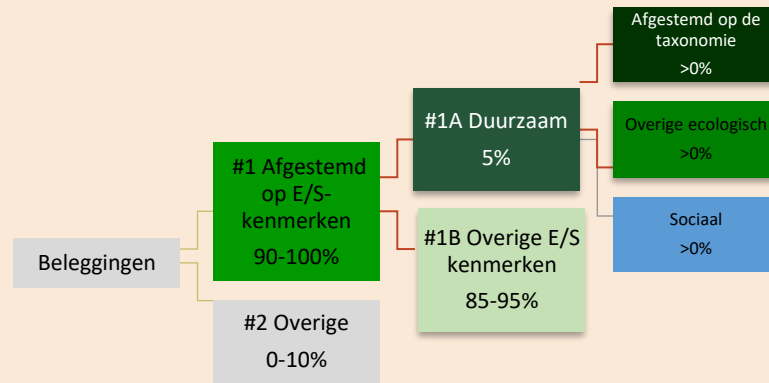 Beleggingen
#1 Afgestemd
op E/S-
kenmerken
90-100%
#2 Overige
0-10%
#1A Duurzaam
5%
#1B Overige E/S
kenmerken
85-95%
Afgestemd op de
taxonomie
>0%
Overige ecologisch
>0%
Sociaal
>0%